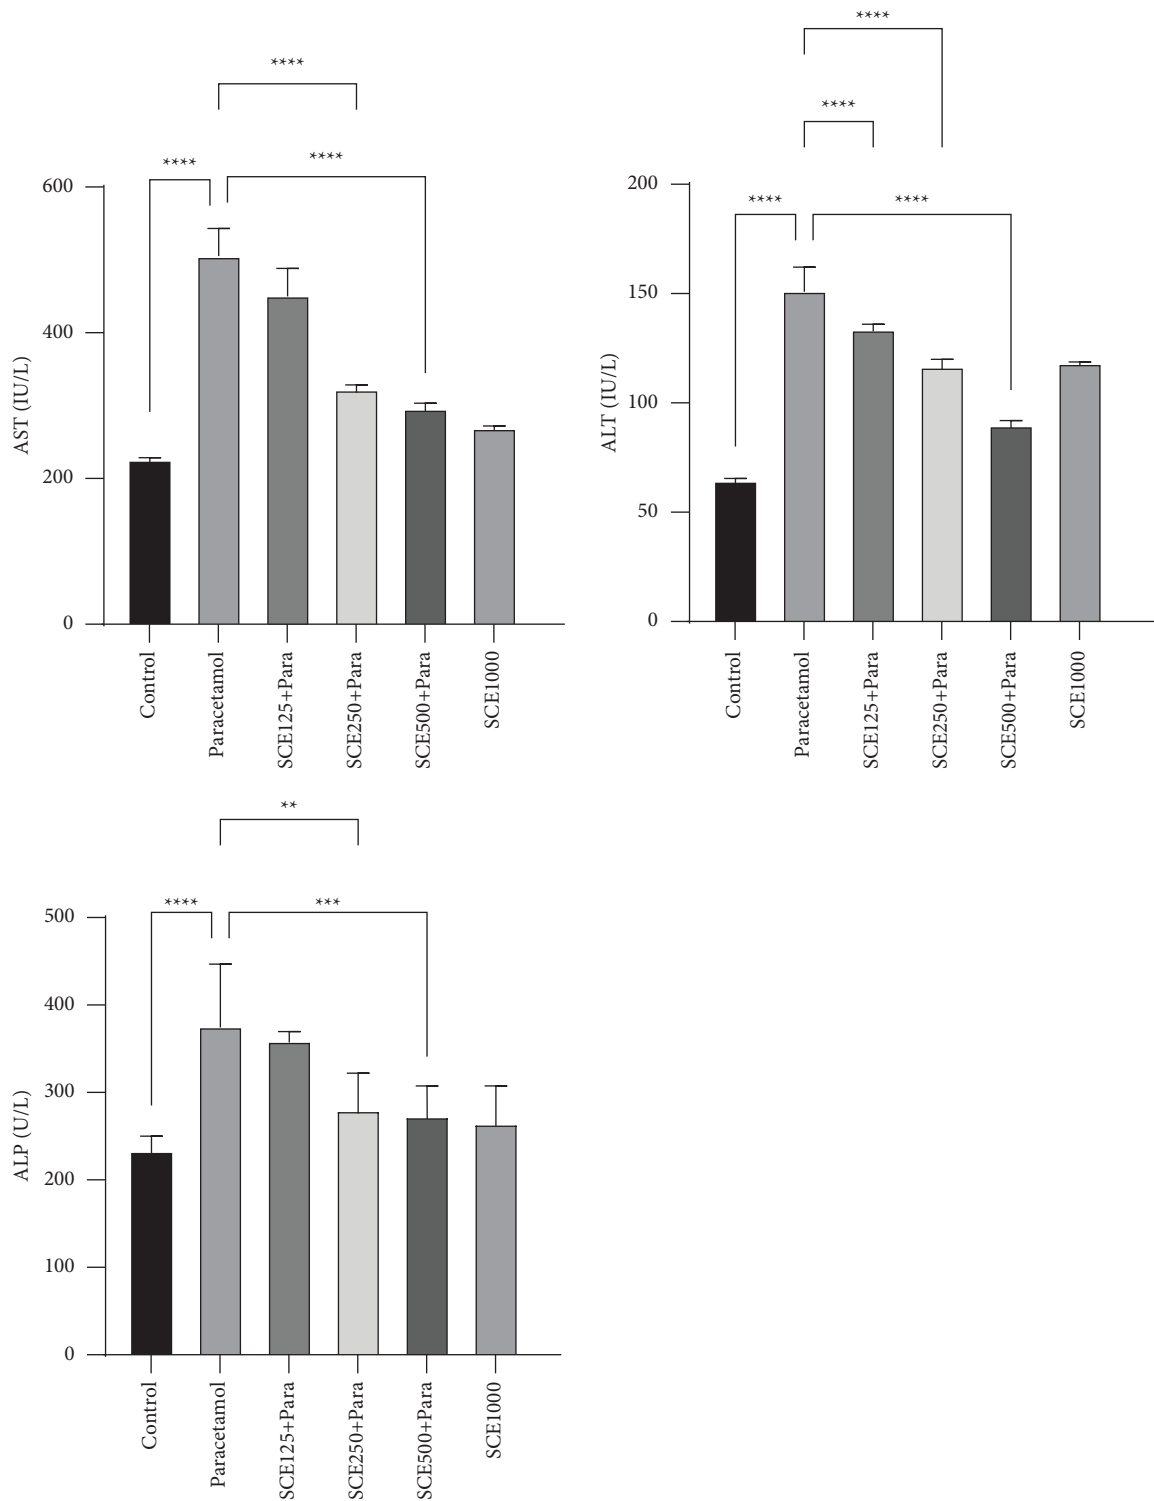 ****
****
****
600
400
200
0
AST (IU/L)
Control
Paracetamol
SCE125+Para
SCE250+Para
SCE500+Para
SCE1000
****
****
****
****
200
150
100
50
0
ALT (IU/L)
Control
Paracetamol
SCE125+Para
SCE250+Para
SCE500+Para
SCE1000
**
****
***
500
400
300
200
100
0
ALP (U/L)
Control
Paracetamol
SCE125+Para
SCE250+Para
SCE500+Para
SCE1000